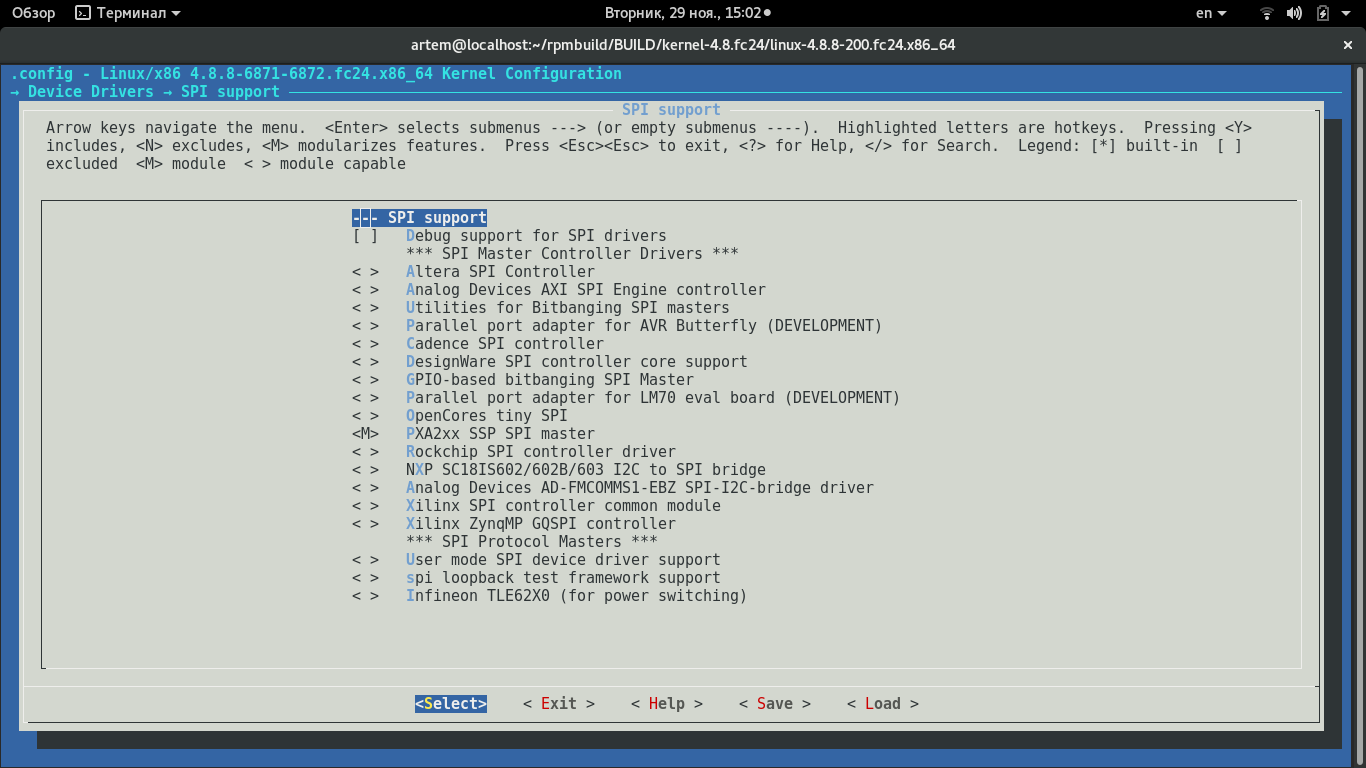 Обзор Терминал Вторник, 29 ноя., 15:02 en
artem@localhost:~/rpmbuild/BUILD/kernel-4.8.fc24/linux-4.8.8-200.fc24.x86_64 ×
.config - Linux/x86 4.8.8-6871-6872.fc24.x86_64 Kernel Configuration
→ Device Drivers → SPI support
SPI support
Arrow keys navigate the menu.  <Enter> selects submenus ---> (or empty submenus ----).  Highlighted letters are hotkeys.  Pressing <Y>
includes, <N> excludes, <M> modularizes features.  Press <Esc><Esc> to exit, <?> for Help, </> for Search.  Legend: [*] built-in  [ ]
excluded  <M> module  < > module capable
--- SPI support
[ ]   Debug support for SPI drivers
*** SPI Master Controller Drivers ***
< >   Altera SPI Controller
< >   Analog Devices AXI SPI Engine controller
< >   Utilities for Bitbanging SPI masters
< >   Parallel port adapter for AVR Butterfly (DEVELOPMENT)
< >   Cadence SPI controller
< >   DesignWare SPI controller core support
< >   GPIO-based bitbanging SPI Master
< >   Parallel port adapter for LM70 eval board (DEVELOPMENT)
< >   OpenCores tiny SPI
<M>   PXA2xx SSP SPI master
< >   Rockchip SPI controller driver
< >   NXP SC18IS602/602B/603 I2C to SPI bridge
< >   Analog Devices AD-FMCOMMS1-EBZ SPI-I2C-bridge driver
< >   Xilinx SPI controller common module
< >   Xilinx ZynqMP GQSPI controller
*** SPI Protocol Masters ***
< >   User mode SPI device driver support
< >   spi loopback test framework support
< >   Infineon TLE62X0 (for power switching)
<Select>    < Exit >    < Help >    < Save >    < Load >